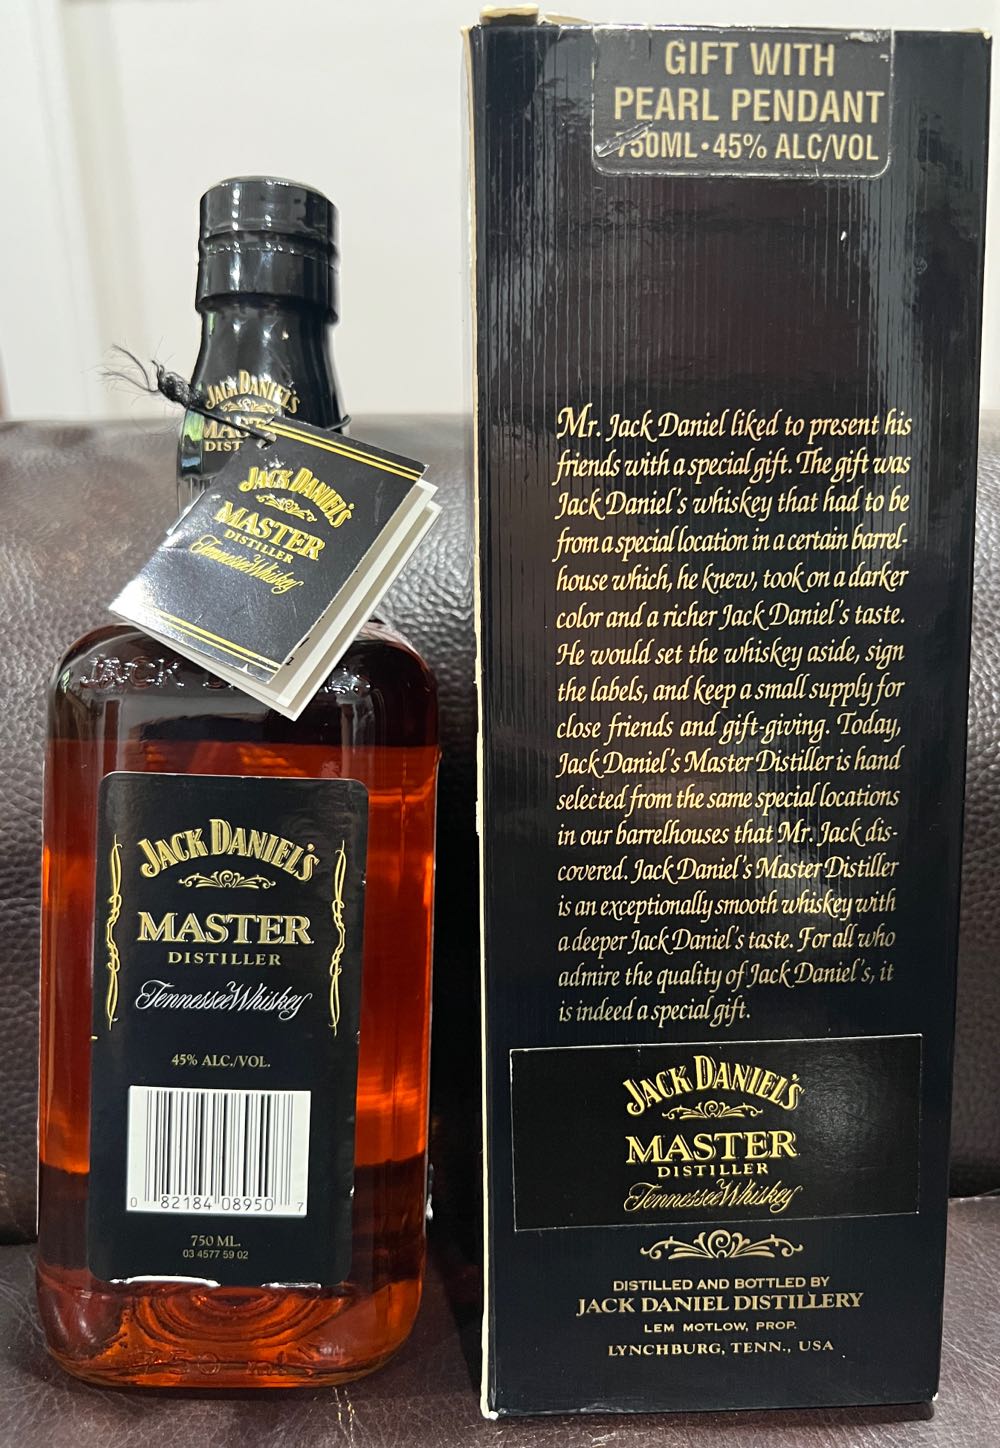 JACK DANIEL'S
JACK DANIEL'S
MASTER
DISTILLER
Tennessee Whiskey
JACK
JACK DANIEL'S
MASTER
DISTILLER
Tennessee Whiskey
45% ALC./VOL.
0 82184 08950 7
750 ML.
03 4577 59 02
750 ml
GIFT WITH
PEARL PENDANT
750ML • 45% ALC/VOL
Mr. Jack Daniel liked to present his
friends with a special gift. The gift was
Jack Daniel's whiskey that had to be
from a special location in a certain barrel-
house which, he knew, took on a darker
color and a richer Jack Daniel's taste.
He would set the whiskey aside, sign
the labels, and keep a small supply for
close friends and gift-giving. Today,
Jack Daniel's Master Distiller is hand
selected from the same special locations
in our barrelhouses that Mr. Jack dis-
covered. Jack Daniel's Master Distiller
is an exceptionally smooth whiskey with
a deeper Jack Daniel's taste. For all who
admire the quality of Jack Daniel's, it
is indeed a special gift.
JACK DANIEL'S
MASTER
DISTILLER
Tennessee Whiskey
DISTILLED AND BOTTLED BY
JACK DANIEL DISTILLERY
LEM MOTLOW, PROP.
LYNCHBURG, TENN., USA